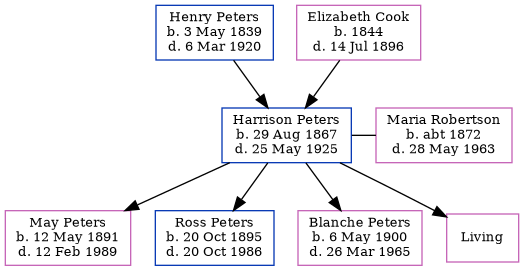 Henry Peters
b. 3 May 1839
d. 6 Mar 1920
Elizabeth Cook
b. 1844
d. 14 Jul 1896
Harrison Peters
b. 29 Aug 1867
d. 25 May 1925
Maria Robertson
b. abt 1872
d. 28 May 1963
May Peters
b. 12 May 1891
d. 12 Feb 1989
Ross Peters
b. 20 Oct 1895
d. 20 Oct 1986
Blanche Peters
b. 6 May 1900
d. 26 Mar 1965
Living